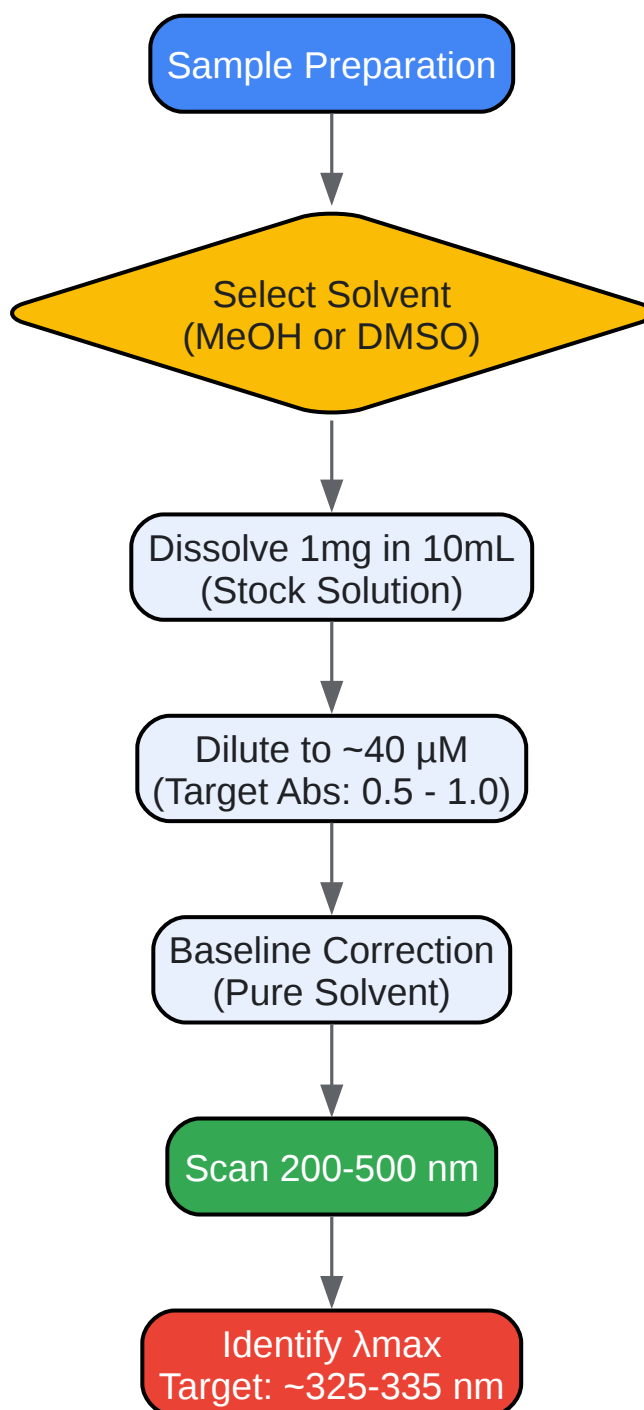 Sample Preparation
Select Solvent
(MeOH or DMSO)
Dissolve 1mg in 10mL
(Stock Solution)
Dilute to ~40 µM
(Target Abs: 0.5 - 1.0)
Baseline Correction
(Pure Solvent)
Scan 200-500 nm
Identify λmax
Target: ~325-335 nm